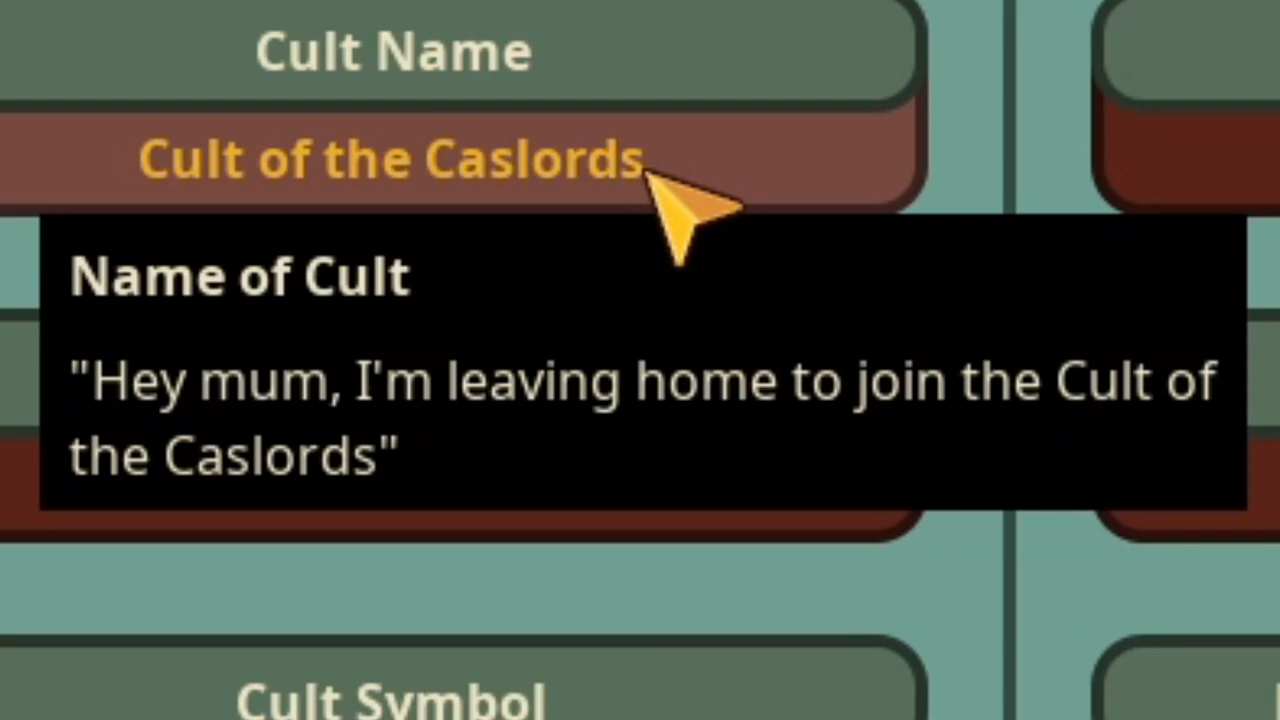 Cult Name
Cult of the Caslords
Name of Cult
"Hey mum, I'm leaving home to join the Cult of
the Caslords"
Cult Symbol